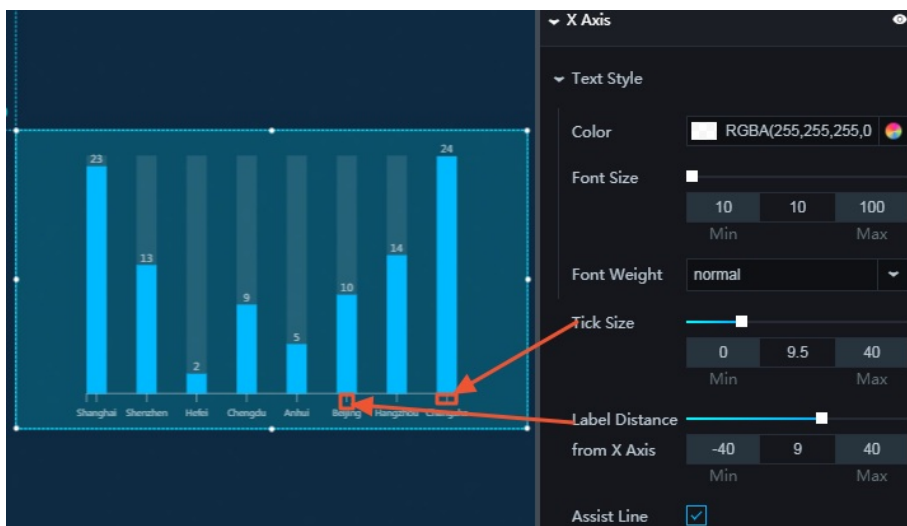 23
13
2
9
5
10
14
24
Shanghai Shenzhen Hefei Chengdu Anhui Beijing Hangzhou
X Axis
Text Style
Color RGBA(255,255,255,0
Font Size
10 10 100
Min Max
Font Weight normal
Tick Size
0 9.5 40
Min Max
Label Distance
from X Axis -40 9 40
Min Max
Assist Line